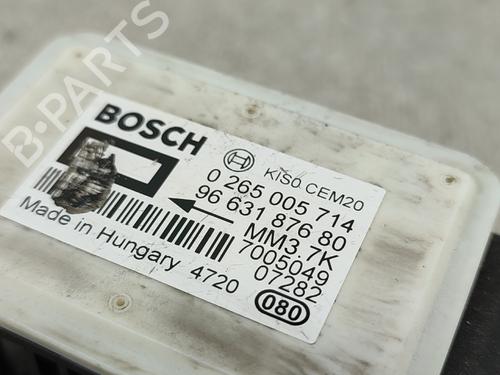 B-PARTS
BOSCH
KIS0 CEM20
0 265 005 714
96 631 876 80
MM3.7K
7005049
07282
Made in Hungary 4720
080